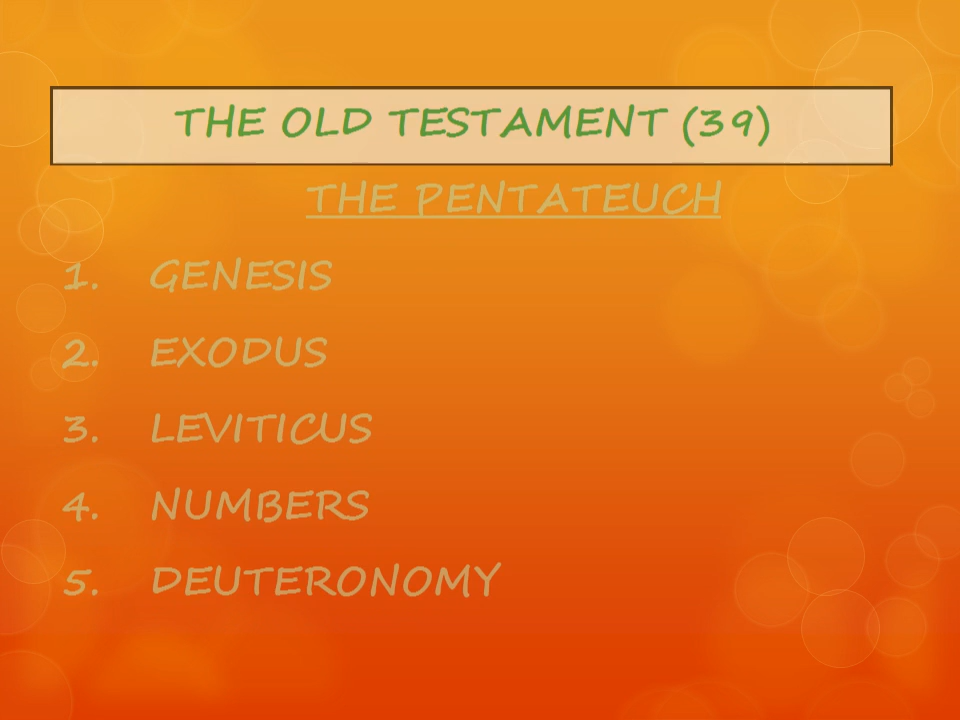 THE OLD TESTAMENT (39)
THE PENTATEUCH
1. GENESIS
2. EXODUS
3. LEVITICUS
4. NUMBERS
5. DEUTERONOMY